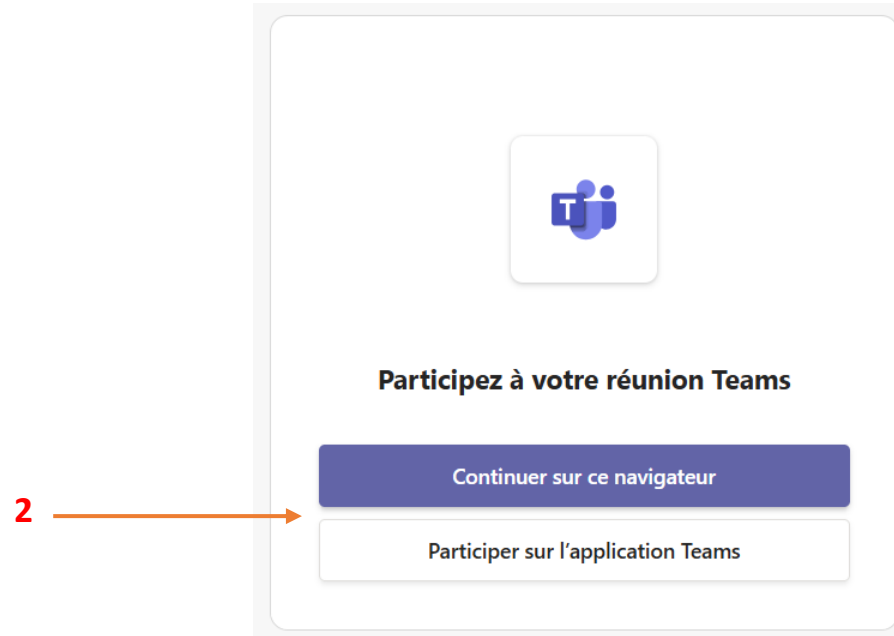 T
Participez à votre réunion Teams
Continuer sur ce navigateur
2
Participer sur l'application Teams